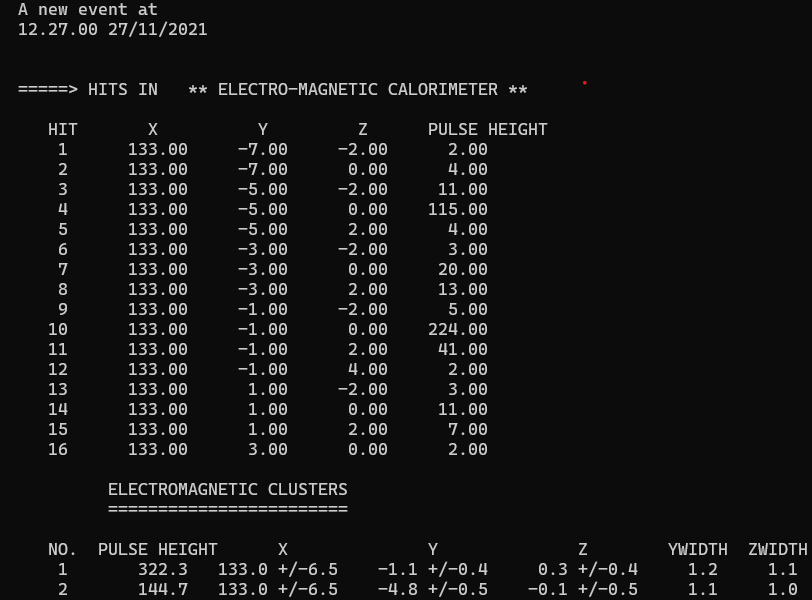 A new event at
12.27.00 27/11/2021
=====> HITS IN ** ELECTRO-MAGNETIC CALORIMETER **
HIT X Y Z PULSE HEIGHT
1 133.00 -7.00 -2.00 2.00
2 133.00 -7.00 0.00 4.00
3 133.00 -5.00 -2.00 11.00
4 133.00 -5.00 0.00 115.00
5 133.00 -5.00 2.00 4.00
6 133.00 -3.00 -2.00 3.00
7 133.00 -3.00 0.00 20.00
8 133.00 -3.00 2.00 13.00
9 133.00 -1.00 -2.00 5.00
10 133.00 -1.00 0.00 224.00
11 133.00 -1.00 2.00 41.00
12 133.00 -1.00 4.00 2.00
13 133.00 1.00 -2.00 3.00
14 133.00 1.00 0.00 11.00
15 133.00 1.00 2.00 7.00
16 133.00 3.00 0.00 2.00
ELECTROMAGNETIC CLUSTERS
========================
NO. PULSE HEIGHT X Y Z YWIDTH ZWIDTH
1 322.3 133.0 +/-6.5 -1.1 +/-0.4 0.3 +/-0.4 1.2 1.1
2 144.7 133.0 +/-6.5 -4.8 +/-0.5 -0.1 +/-0.5 1.1 1.0